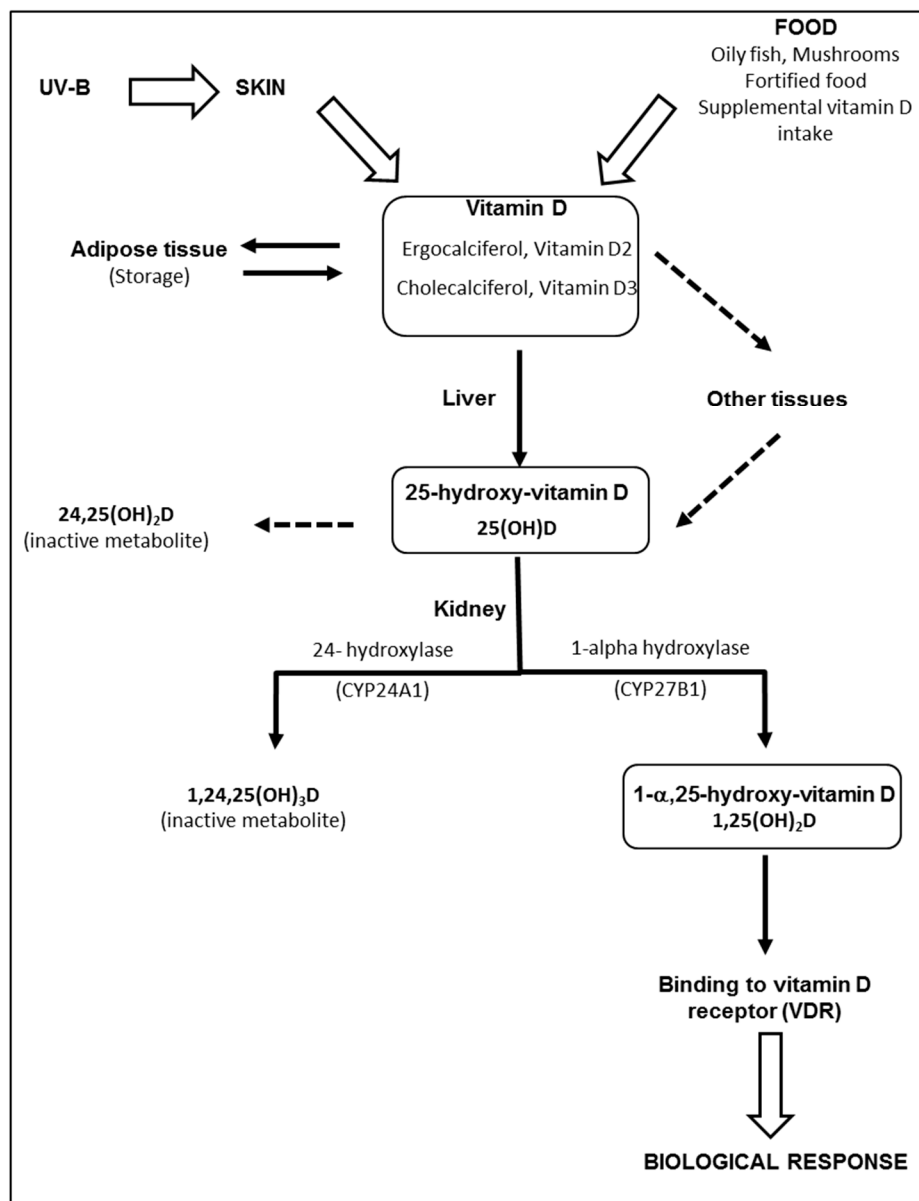 FOOD
Oily fish, Mushrooms
Fortified food
Supplemental vitamin D
intake
UV-B
SKIN
Vitamin D
Ergocalciferol, Vitamin D2
Cholecalciferol, Vitamin D3
Adipose tissue
(Storage)
Liver
Other tissues
25-hydroxy-vitamin D
25(OH)D
24,25(OH)₂D
(inactive metabolite)
Kidney
24- hydroxylase
(CYP24A1)
1-alpha hydroxylase
(CYP27B1)
1,24,25(OH)₃D
(inactive metabolite)
1-α,25-hydroxy-vitamin D
1,25(OH)₂D
Binding to vitamin D
receptor (VDR)
BIOLOGICAL RESPONSE